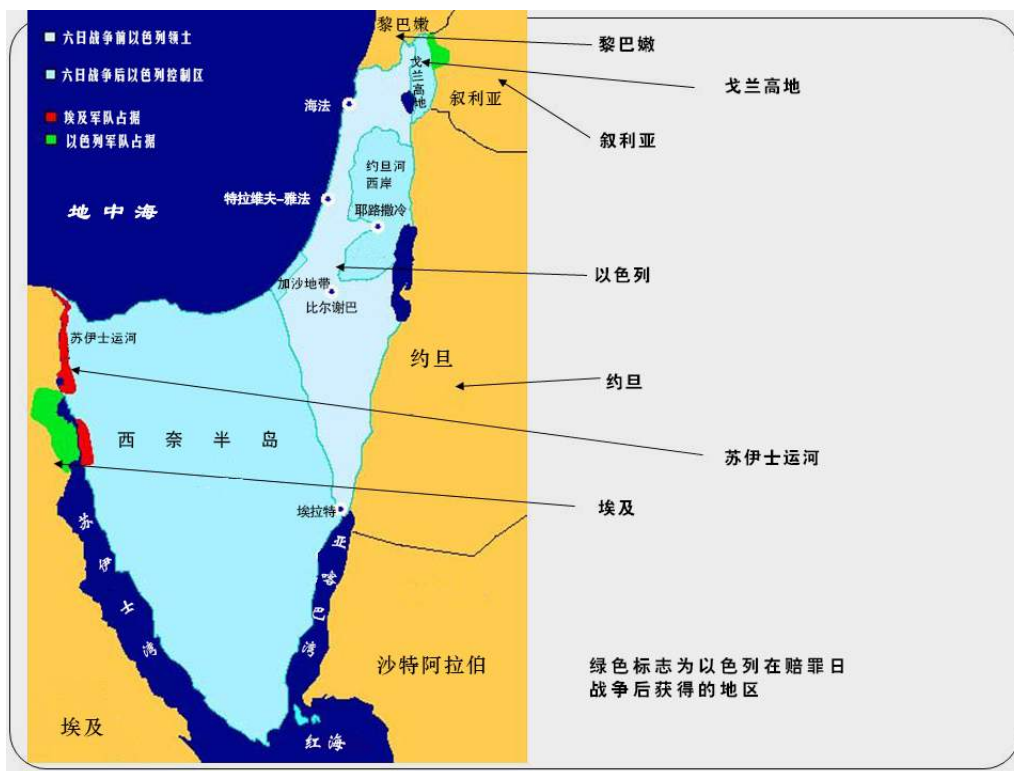 六日战争前以色列领土
六日战争后以色列控制区
埃及军队占据
以色列军队占据
黎巴嫩
戈兰高地
叙利亚
海法
约旦河
西岸
特拉维夫-雅法
耶路撒冷
地中海
加沙地带
比尔谢巴
苏伊士运河
约旦
西奈半岛
埃拉特
苏伊士湾
亚喀巴湾
沙特阿拉伯
埃及
红海
黎巴嫩
戈兰高地
叙利亚
以色列
约旦
苏伊士运河
埃及
绿色标志为以色列在赔罪日
战争后获得的地区